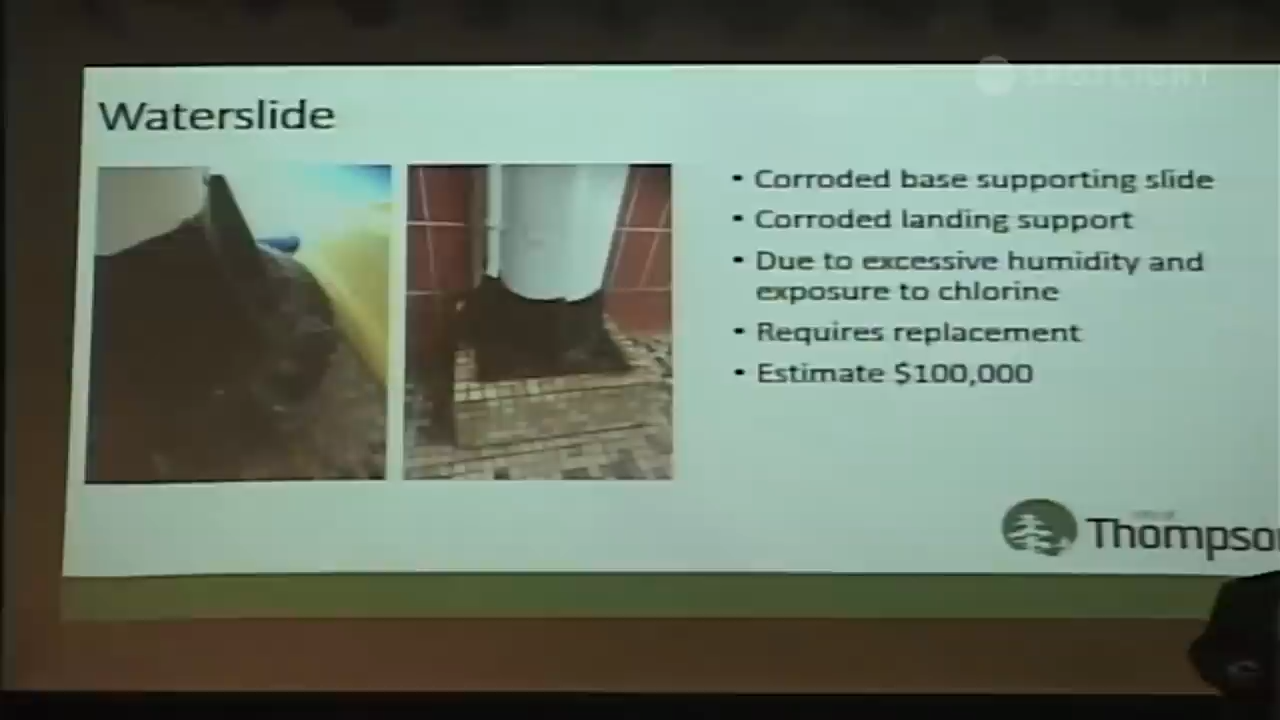 Waterslide
• Corroded base supporting slide
• Corroded landing support
• Due to excessive humidity and
exposure to chlorine
• Requires replacement
• Estimate $100,000
Thompso